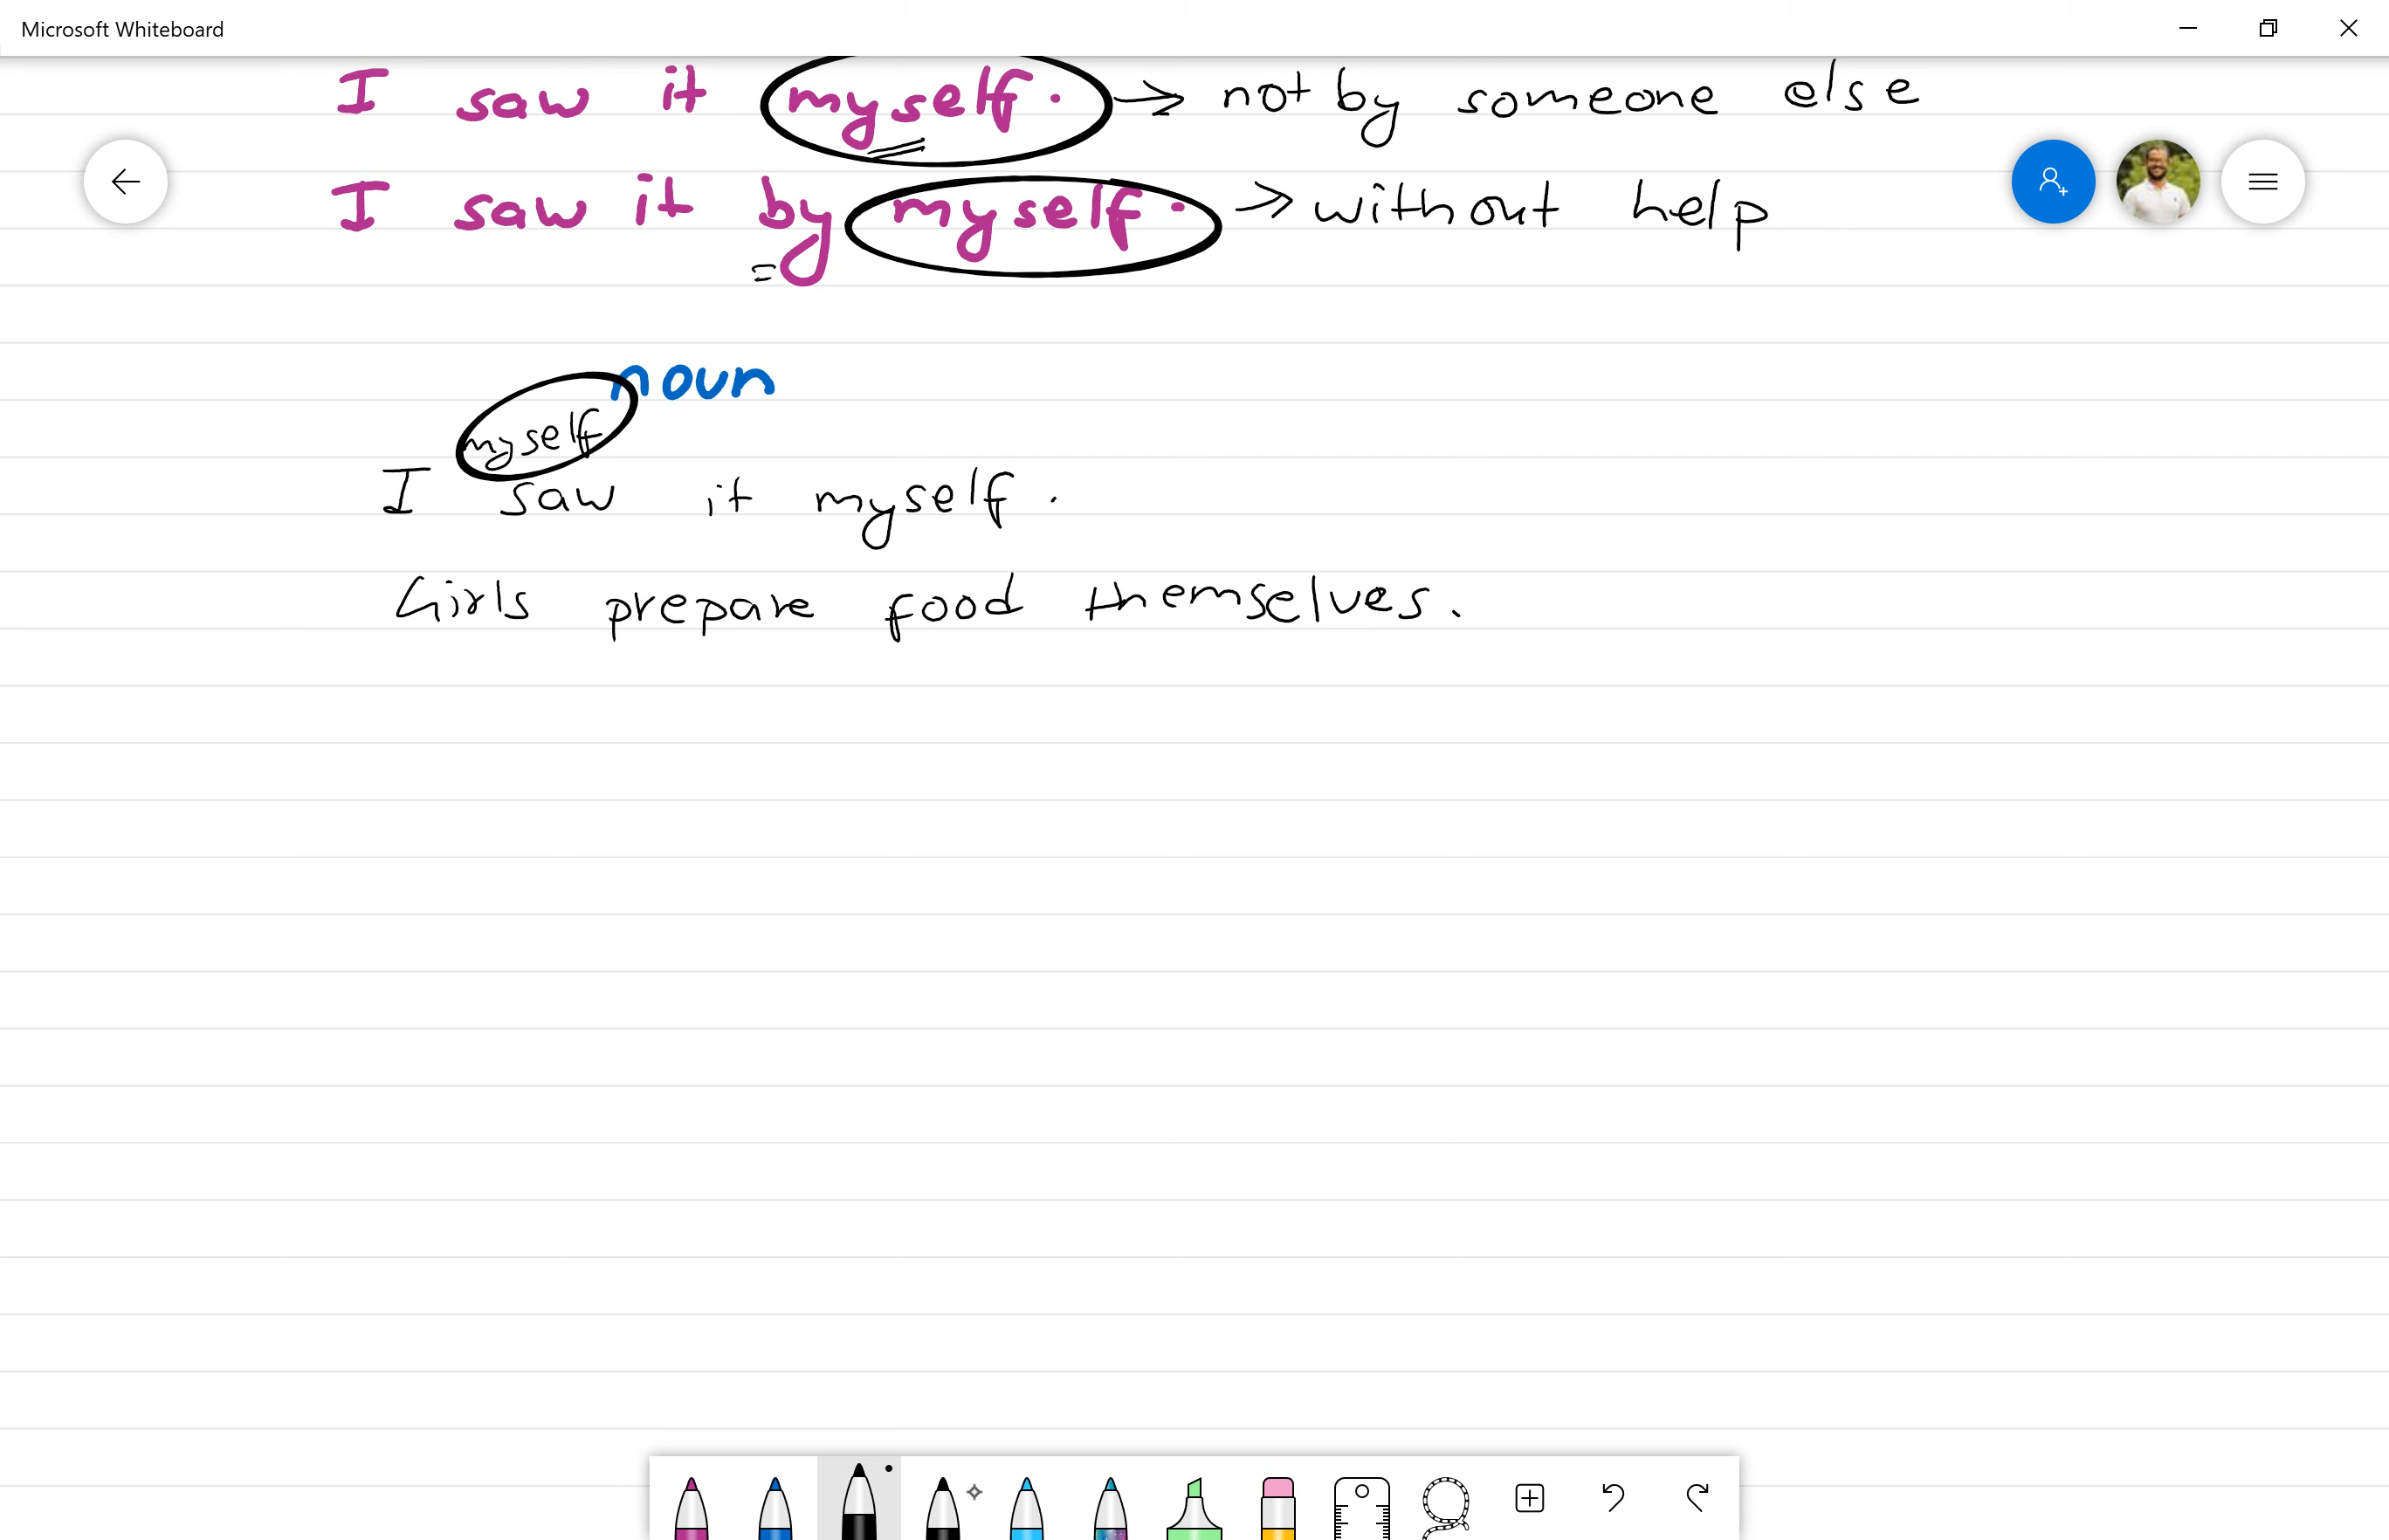 Microsoft Whiteboard
I saw it myself. → not by someone else
I saw it by myself. → without help
noun
myself
I saw it myself.
Girls prepare food themselves.